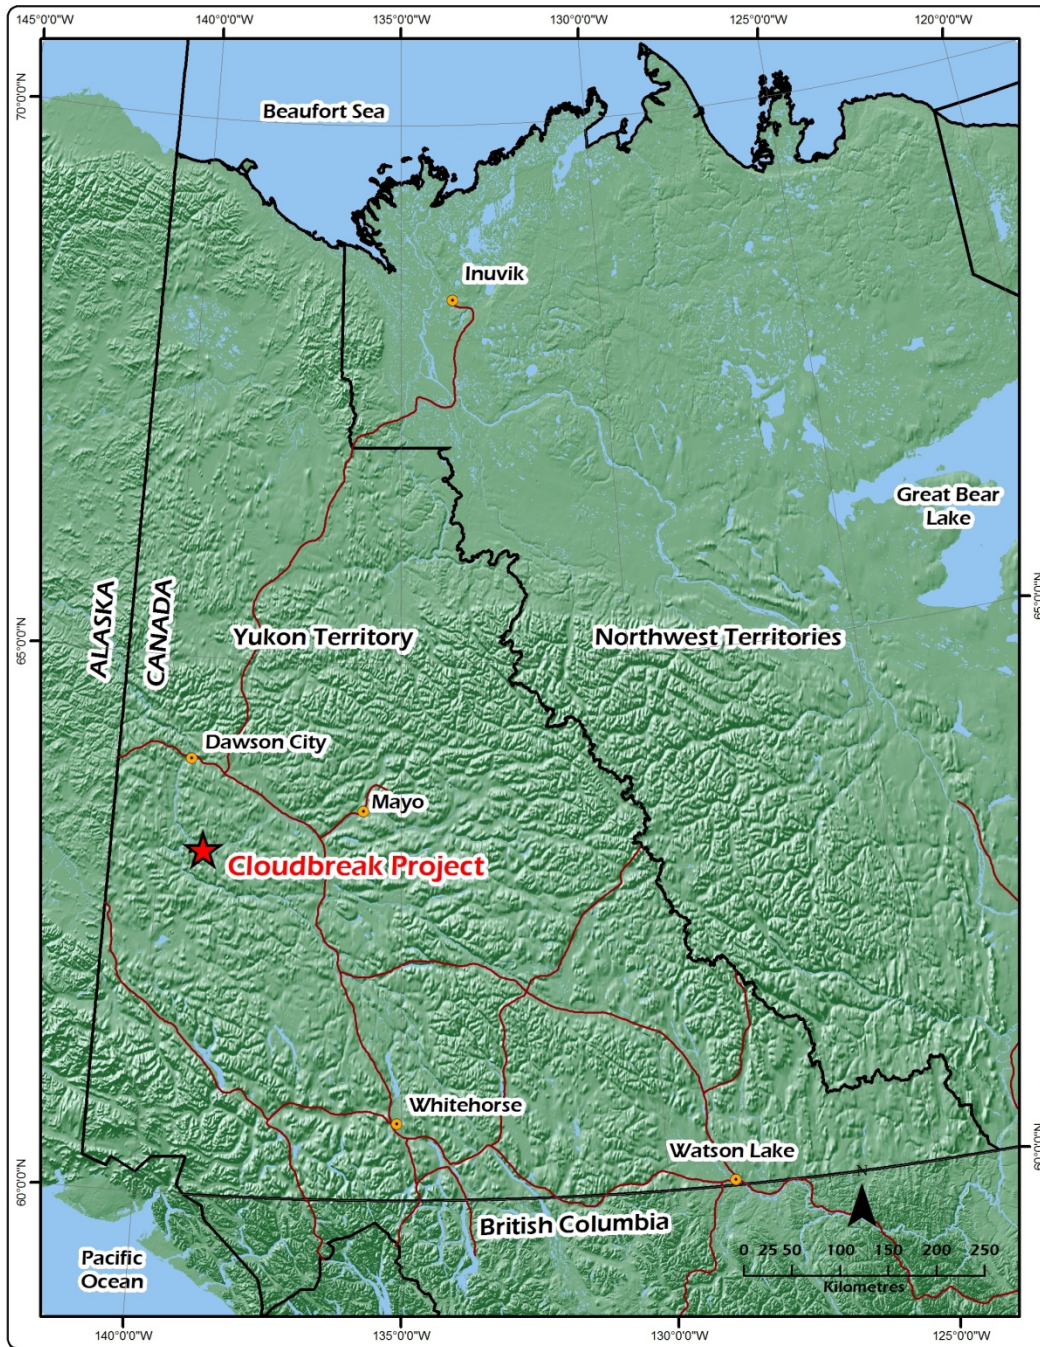 145°0'0"W
140°0'0"W
135°0'0"W
130°0'0"W
125°0'0"W
120°0'0"W
70°0'0"N
Beaufort Sea
Inuvik
Great Bear
Lake
65°0'0"N
ALASKA
CANADA
Yukon Territory
Northwest Territories
65°0'0"N
Dawson City
Mayo
Cloudbreak Project
Whitehorse
Watson Lake
60°0'0"N
60°0'0"N
N
British Columbia
Pacific
Ocean
0 25 50 100 150 200 250
Kilometres
140°0'0"W
135°0'0"W
130°0'0"W
125°0'0"W